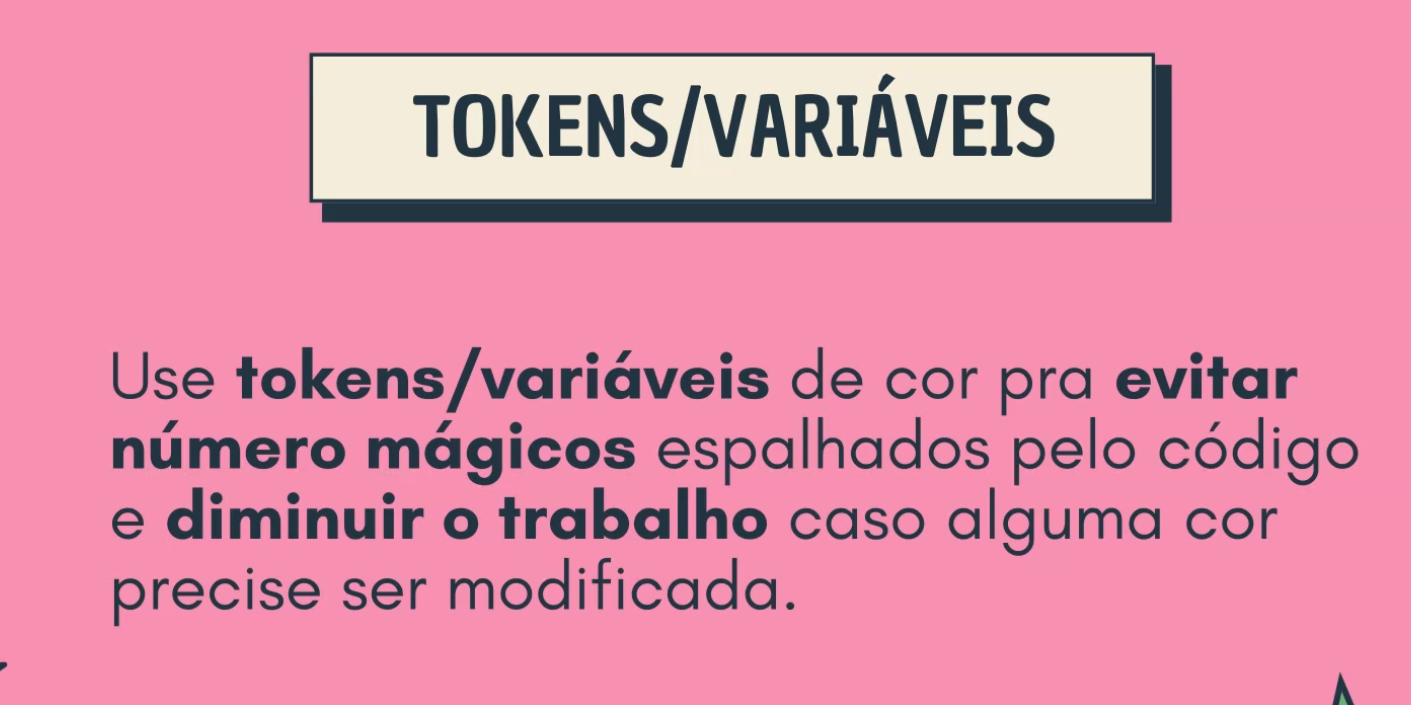 TOKENS/VARIÁVEIS
Use tokens/variáveis de cor pra evitar
número mágicos espalhados pelo código
e diminuir o trabalho caso alguma cor
precise ser modificada.